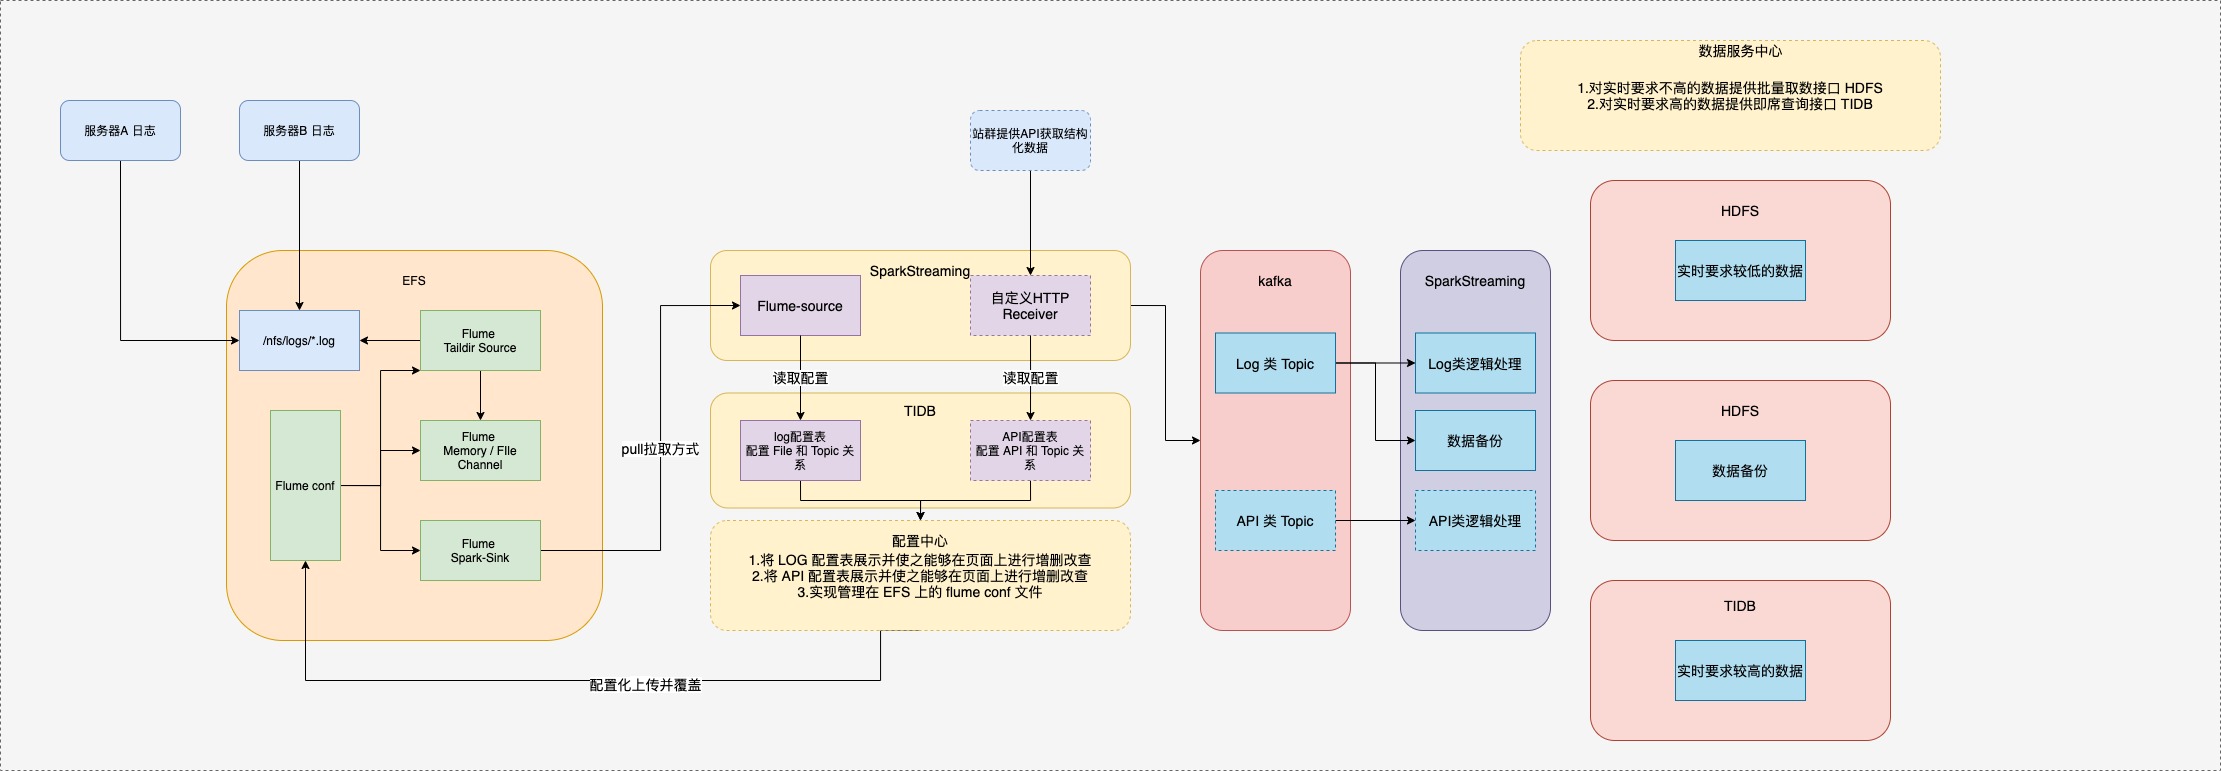 数据服务中心
1.对实时要求不高的数据提供批量取数接口 HDFS
2.对实时要求高的数据提供即席查询接口 TIDB
服务器A 日志
服务器B 日志
站群提供API获取结构
化数据
EFS
/nfs/logs/*.log
Flume
Taildir Source
Flume
Memory / FIle
Channel
Flume conf
Flume
Spark-Sink
pull拉取方式
SparkStreaming
Flume-source
自定义HTTP
Receiver
读取配置
读取配置
TIDB
log配置表
配置 File 和 Topic 关
系
API配置表
配置 API 和 Topic 关
系
配置中心
1.将 LOG 配置表展示并使之能够在页面上进行增删改查
2.将 API 配置表展示并使之能够在页面上进行增删改查
3.实现管理在 EFS 上的 flume conf 文件
配置化上传并覆盖
kafka
Log 类 Topic
API 类 Topic
SparkStreaming
Log类逻辑处理
数据备份
API类逻辑处理
HDFS
实时要求较低的数据
HDFS
数据备份
TIDB
实时要求较高的数据